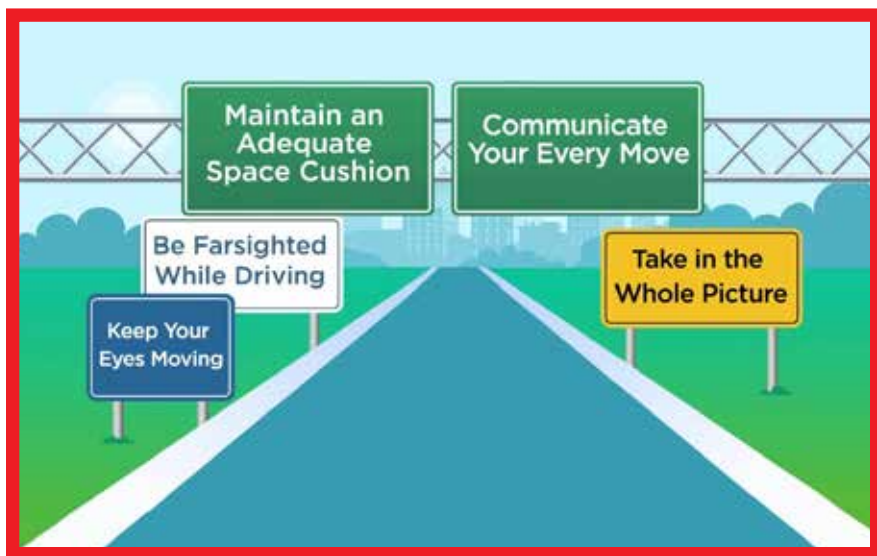 Maintain an
Adequate
Space Cushion
Communicate
Your Every Move
Be Farsighted
While Driving
Take in the
Whole Picture
Keep Your
Eyes Moving